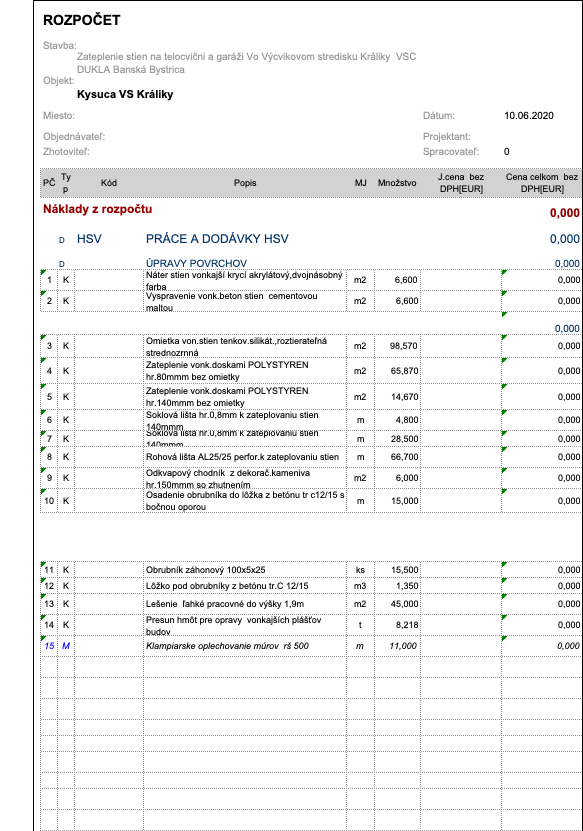 ROZPOČET
Stavba:
Zateplenie stien na telocvični a garáži Vo Výcvikovom stredisku Králiky VŠC
DUKLA Banská Bystrica
Objekt:
Kysuca VS Králiky
Miesto: Dátum: 10.06.2020
Objednávateľ: Projektant:
Zhotoviteľ: Spracovateľ: 0
PČ Typ Kód Popis MJ Množstvo J.cena bez DPH[EUR] Cena celkom bez DPH[EUR]
Náklady z rozpočtu 0,000
D HSV PRÁCE A DODÁVKY HSV 0,000
D ÚPRAVY POVRCHOV 0,000
1 K Náter stien vonkajší krycí akrylátový,dvojnásobný farba m2 6,600 0,000
2 K Vyspravenie vonk.beton stien cementovou maltou m2 6,600 0,000
0,000
3 K Omietka von.stien tenkov.silikát.,roztierateľná strednozrnná m2 98,570 0,000
4 K Zateplenie vonk.doskami POLYSTYREN hr.80mmm bez omietky m2 65,870 0,000
5 K Zateplenie vonk.doskami POLYSTYREN hr.140mmm bez omietky m2 14,670 0,000
6 K Soklová lišta hr.0,8mm k zateplovaniu stien 140mmm m 4,800 0,000
7 K Soklová lišta hr.0,8mm k zateplovaniu stien 140mmm m 28,500 0,000
8 K Rohová lišta AL25/25 perfor.k zateplovaniu stien m 66,700 0,000
9 K Odkvapový chodník z dekorač.kameniva hr.150mmm so zhutnením m2 6,000 0,000
10 K Osadenie obrubníka do lôžka z betónu tr c12/15 s bočnou oporou m 15,000 0,000
11 K Obrubník záhonový 100x5x25 ks 15,500 0,000
12 K Lôžko pod obrubníky z betónu tr.C 12/15 m3 1,350 0,000
13 K Lešenie ľahké pracovné do výšky 1,9m m2 45,000 0,000
14 K Presun hmôt pre opravy vonkajších plášťov budov t 8,218 0,000
15 M Klampiarske oplechovanie múrov rš 500 m 11,000 0,000